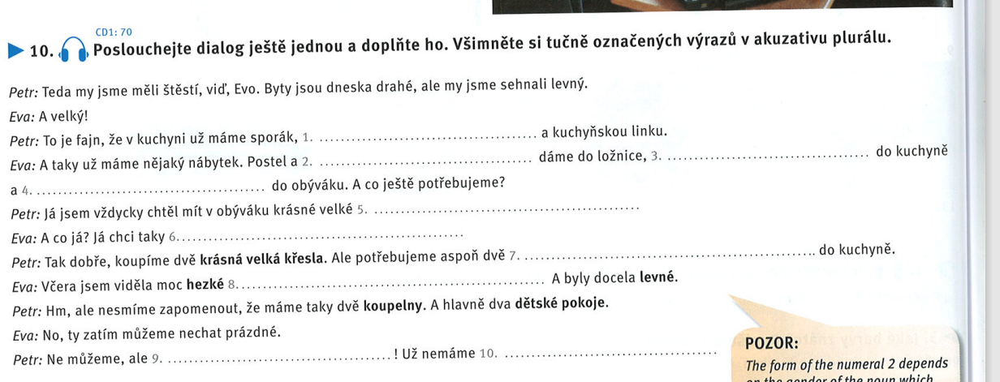 CD1: 70
10. Poslouchejte dialog ještě jednou a doplňte ho. Všimněte si tučně označených výrazů v akuzativu plurálu.
Petr: Teda my jsme měli štěstí, viď, Evo. Byty jsou dneska drahé, ale my jsme sehnali levný.
Eva: A velký!
Petr: To je fajn, že v kuchyni už máme sporák, 1. ........................................ a kuchyňskou linku.
Eva: A taky už máme nějaký nábytek. Postel a 2. ........................................ dáme do ložnice, 3. ........................................ do kuchyně
a 4. ........................................ do obýváku. A co ještě potřebujeme?
Petr: Já jsem vždycky chtěl mít v obýváku krásné velké 5. ........................................
Eva: A co já? Já chci taky 6. ........................................
Petr: Tak dobře, koupíme dvě krásná velká křesla. Ale potřebujeme aspoň dvě 7. ........................................ do kuchyně.
Eva: Včera jsem viděla moc hezké 8. ........................................ A byly docela levné.
Petr: Hm, ale nesmíme zapomenout, že máme taky dvě koupelny. A hlavně dva dětské pokoje.
Eva: No, ty zatím můžeme nechat prázdné.
Petr: Ne můžeme, ale 9. ........................................! Už nemáme 10. ........................................
POZOR:
The form of the numeral 2 depends
on the gender of the noun which